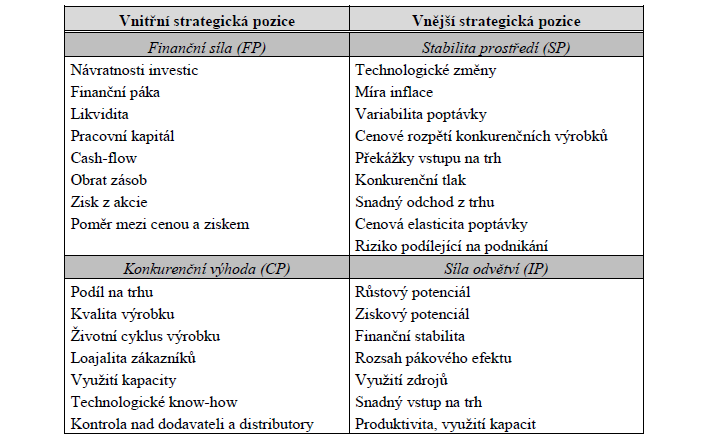 Vnitřní strategická pozice
Vnější strategická pozice
Finanční síla (FP)
Stabilita prostředí (SP)
Návratnosti investic
Finanční páka
Likvidita
Pracovní kapitál
Cash-flow
Obrat zásob
Zisk z akcie
Poměr mezi cenou a ziskem
Technologické změny
Míra inflace
Variabilita poptávky
Cenové rozpětí konkurenčních výrobků
Překážky vstupu na trh
Konkurenční tlak
Snadný odchod z trhu
Cenová elasticita poptávky
Riziko podílející na podnikání
Konkurenční výhoda (CP)
Síla odvětví (IP)
Podíl na trhu
Kvalita výrobku
Životní cyklus výrobku
Loajalita zákazníků
Využití kapacity
Technologické know-how
Kontrola nad dodavateli a distributory
Růstový potenciál
Ziskový potenciál
Finanční stabilita
Rozsah pákového efektu
Využití zdrojů
Snadný vstup na trh
Produktivita, využití kapacit